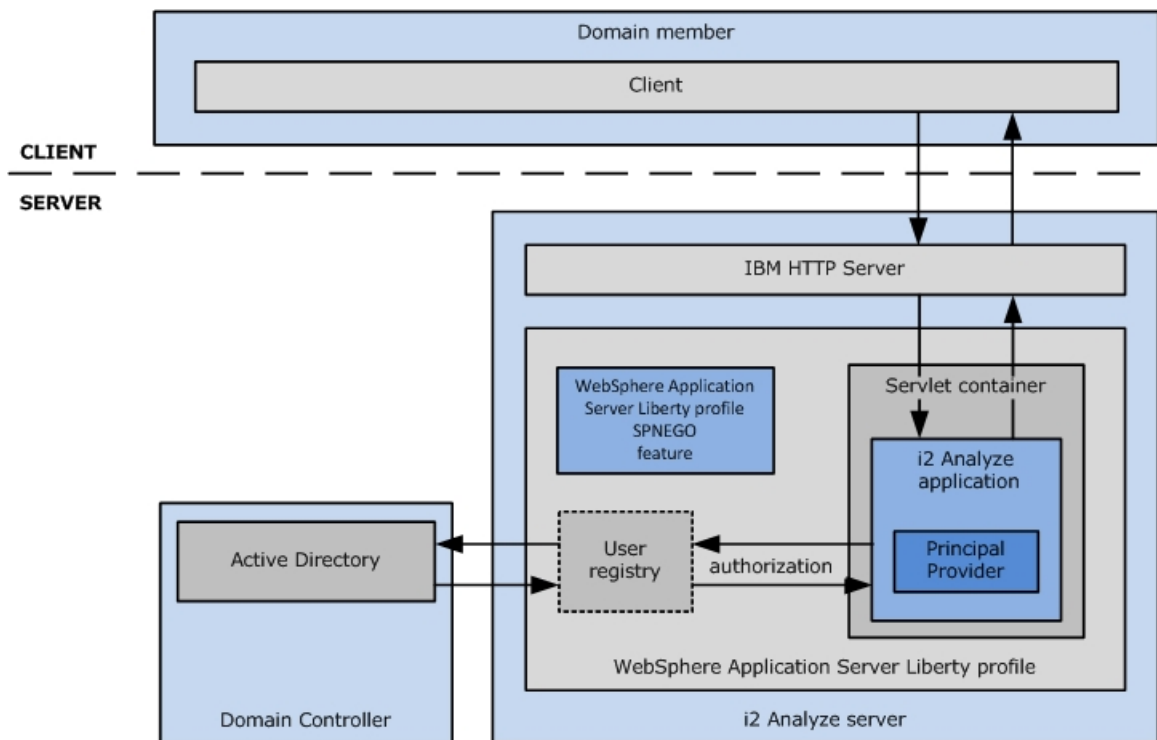 Domain member
Client
CLIENT
SERVER
IBM HTTP Server
WebSphere Application
Server Liberty profile
SPNEGO
feature
Servlet container
i2 Analyze
application
Principal
Provider
Active Directory
User
registry
authorization
WebSphere Application Server Liberty profile
Domain Controller
i2 Analyze server